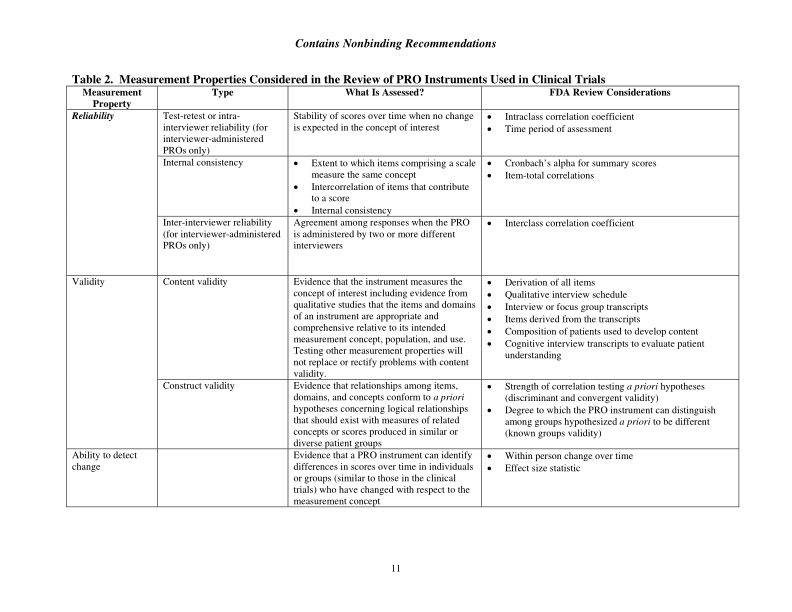 Contains Nonbinding Recommendations
Table 2.  Measurement Properties Considered in the Review of PRO Instruments Used in Clinical Trials
Measurement
Property
Type
What Is Assessed?
FDA Review Considerations
Reliability
Test-retest or intra-
interviewer reliability (for
interviewer-administered
PROs only)
Stability of scores over time when no change
is expected in the concept of interest
• Intraclass correlation coefficient
• Time period of assessment
Internal consistency
• Extent to which items comprising a scale
measure the same concept
• Intercorrelation of items that contribute
to a score
• Internal consistency
• Cronbach's alpha for summary scores
• Item-total correlations
Inter-interviewer reliability
(for interviewer-administered
PROs only)
Agreement among responses when the PRO
is administered by two or more different
interviewers
• Interclass correlation coefficient
Validity
Content validity
Evidence that the instrument measures the
concept of interest including evidence from
qualitative studies that the items and domains
of an instrument are appropriate and
comprehensive relative to its intended
measurement concept, population, and use.
Testing other measurement properties will
not replace or rectify problems with content
validity.
• Derivation of all items
• Qualitative interview schedule
• Interview or focus group transcripts
• Items derived from the transcripts
• Composition of patients used to develop content
• Cognitive interview transcripts to evaluate patient
understanding
Construct validity
Evidence that relationships among items,
domains, and concepts conform to a priori
hypotheses concerning logical relationships
that should exist with measures of related
concepts or scores produced in similar or
diverse patient groups
• Strength of correlation testing a priori hypotheses
(discriminant and convergent validity)
• Degree to which the PRO instrument can distinguish
among groups hypothesized a priori to be different
(known groups validity)
Ability to detect
change
Evidence that a PRO instrument can identify
differences in scores over time in individuals
or groups (similar to those in the clinical
trials) who have changed with respect to the
measurement concept
• Within person change over time
• Effect size statistic
11